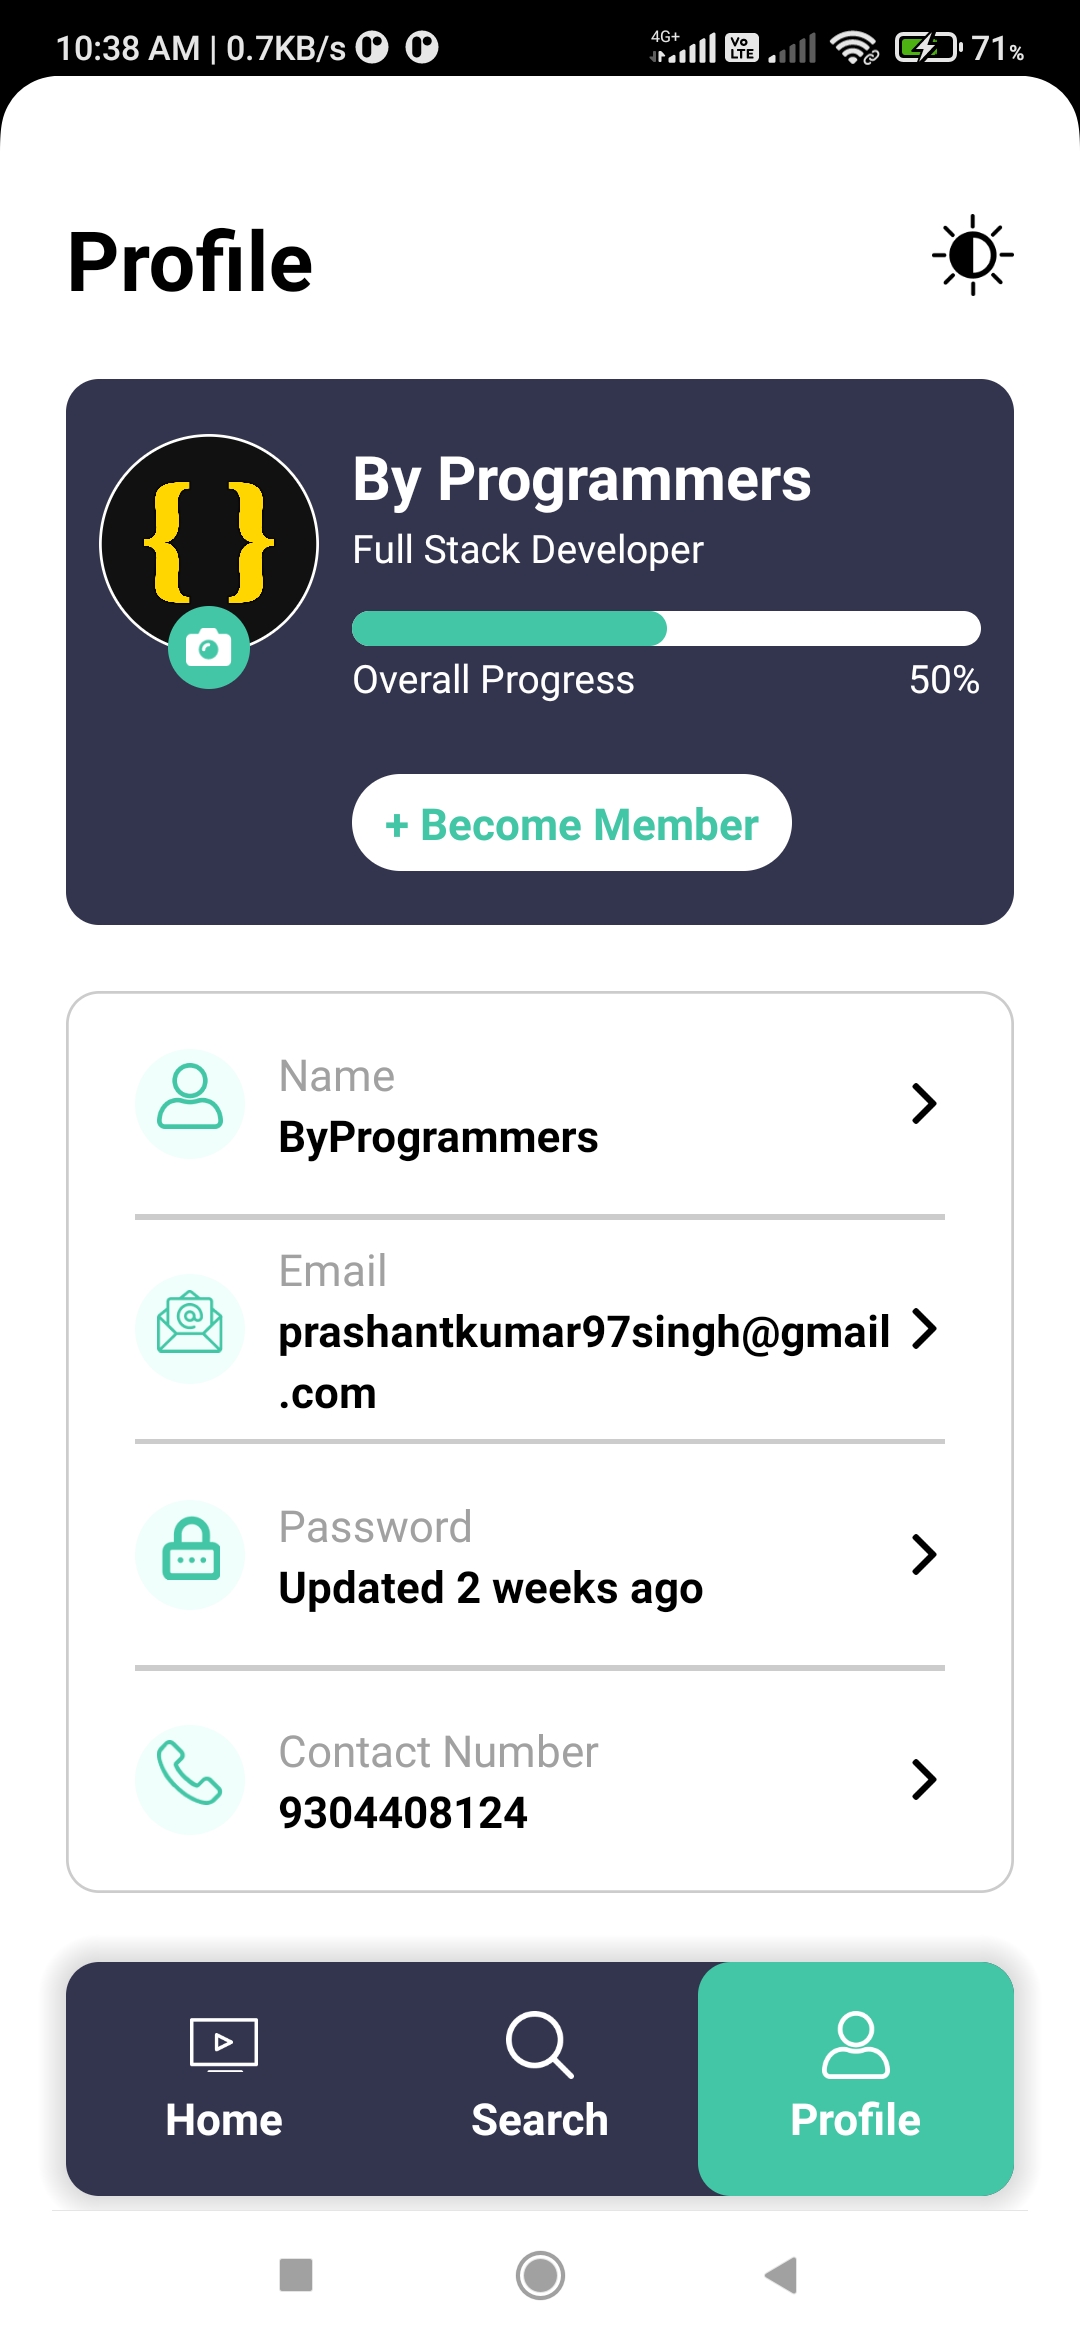 10:38 AM | 0.7KB/s
4G+ Vo LTE 71%
Profile
{ }
By Programmers
Full Stack Developer
Overall Progress 50%
+ Become Member
Name
ByProgrammers
Email
prashantkumar97singh@gmail
.com
Password
Updated 2 weeks ago
Contact Number
9304408124
Home Search Profile